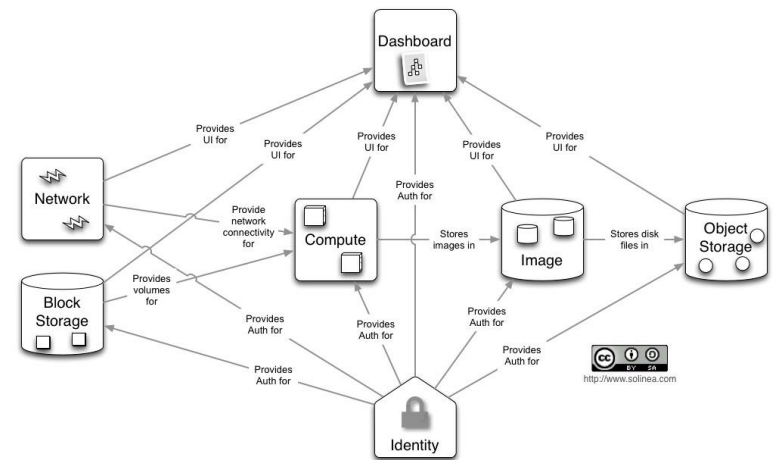 Dashboard
Provides
UI for
Provides
UI for
Provides
UI for
Provides
UI for
Provides
UI for
Provides
Auth for
Network
Provide
network
connectivity
for
Compute
Stores
images in
Image
Stores disk
files in
Object
Storage
Block
Storage
Provides
volumes
for
Provides
Auth for
Provides
Auth for
Provides
Auth for
Provides
Auth for
Provides
Auth for
Identity
cc
BY SA
http://www.solinea.com